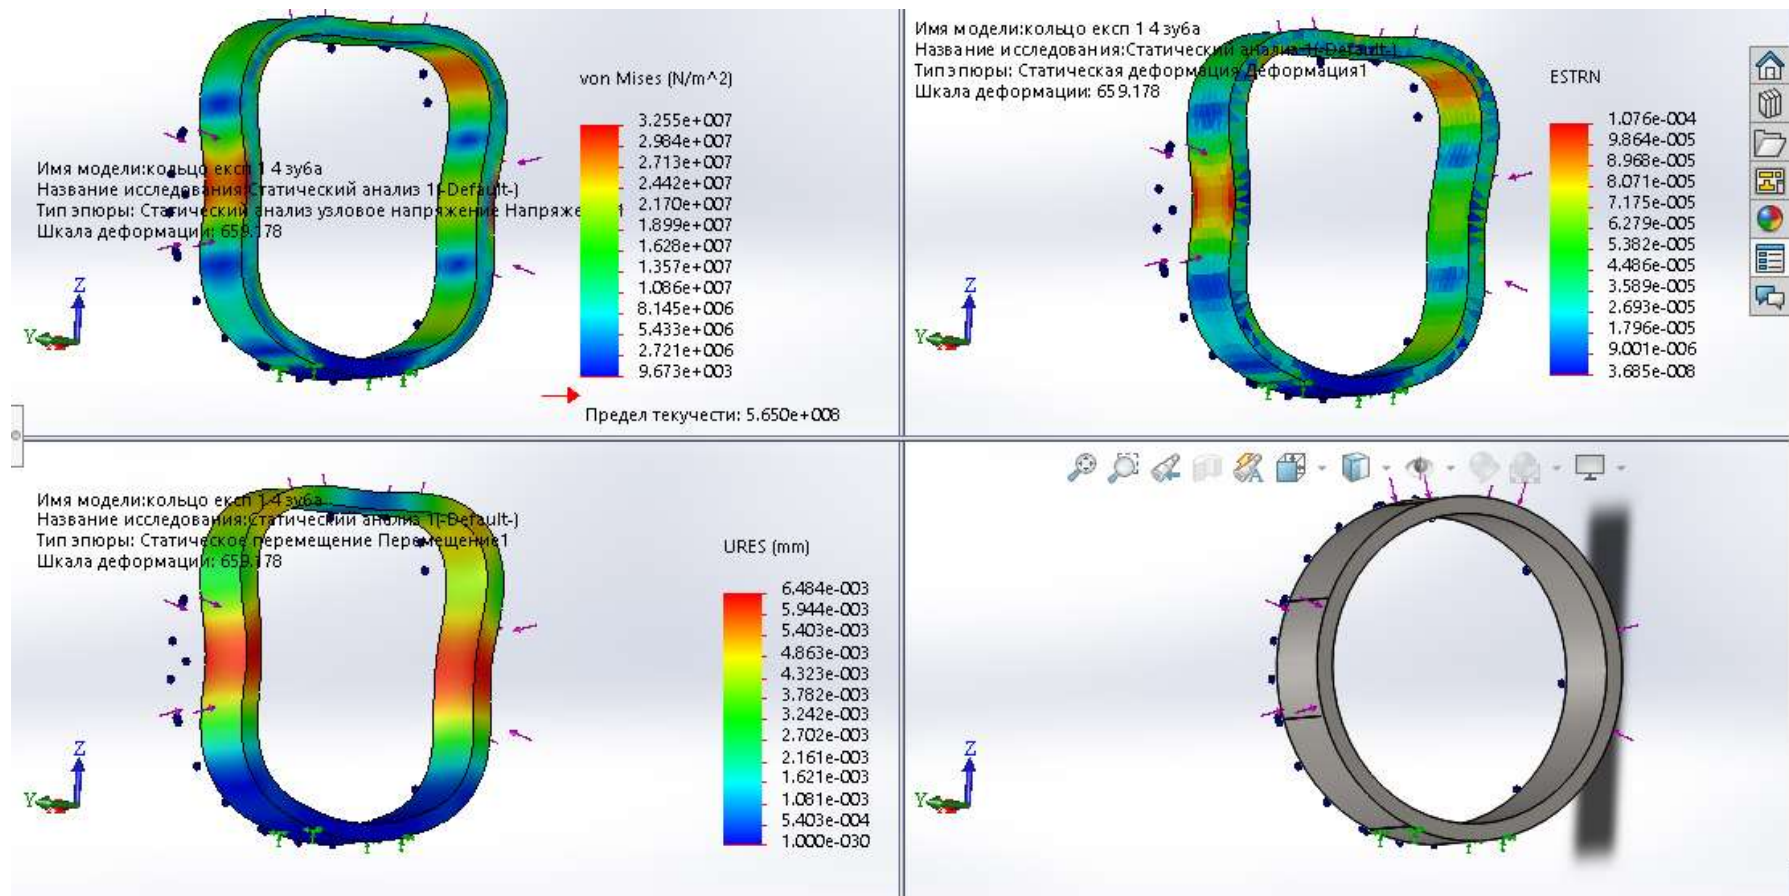 Имя модели:кольцо експ 1 4 зуба
Название исследования:Статический анализ 1(-Default-)
Тип эпюры: Статический анализ узловое напряжение Напряже 1
Шкала деформации: 659.178
von Mises (N/m^2)
3.255e+007
2.984e+007
2.713e+007
2.442e+007
2.170e+007
1.899e+007
1.628e+007
1.357e+007
1.086e+007
8.145e+006
5.433e+006
2.721e+006
9.673e+003
Предел текучести: 5.650e+008
Z
Y
Имя модели:кольцо експ 1 4 зуба
Название исследования:Статический анализ 1(-Default-)
Тип эпюры: Статическая деформация Деформация1
Шкала деформации: 659.178
ESTRN
1.076e-004
9.864e-005
8.968e-005
8.071e-005
7.175e-005
6.279e-005
5.382e-005
4.486e-005
3.589e-005
2.693e-005
1.796e-005
9.001e-006
3.685e-008
Z
Y
Имя модели:кольцо експ 1 4 зуба
Название исследования:Статический анализ 1(-Default-)
Тип эпюры: Статическое перемещение Перемещение1
Шкала деформации: 659.178
URES (mm)
6.484e-003
5.944e-003
5.403e-003
4.863e-003
4.323e-003
3.782e-003
3.242e-003
2.702e-003
2.161e-003
1.621e-003
1.081e-003
5.403e-004
1.000e-030
Z
Y
Z
Y